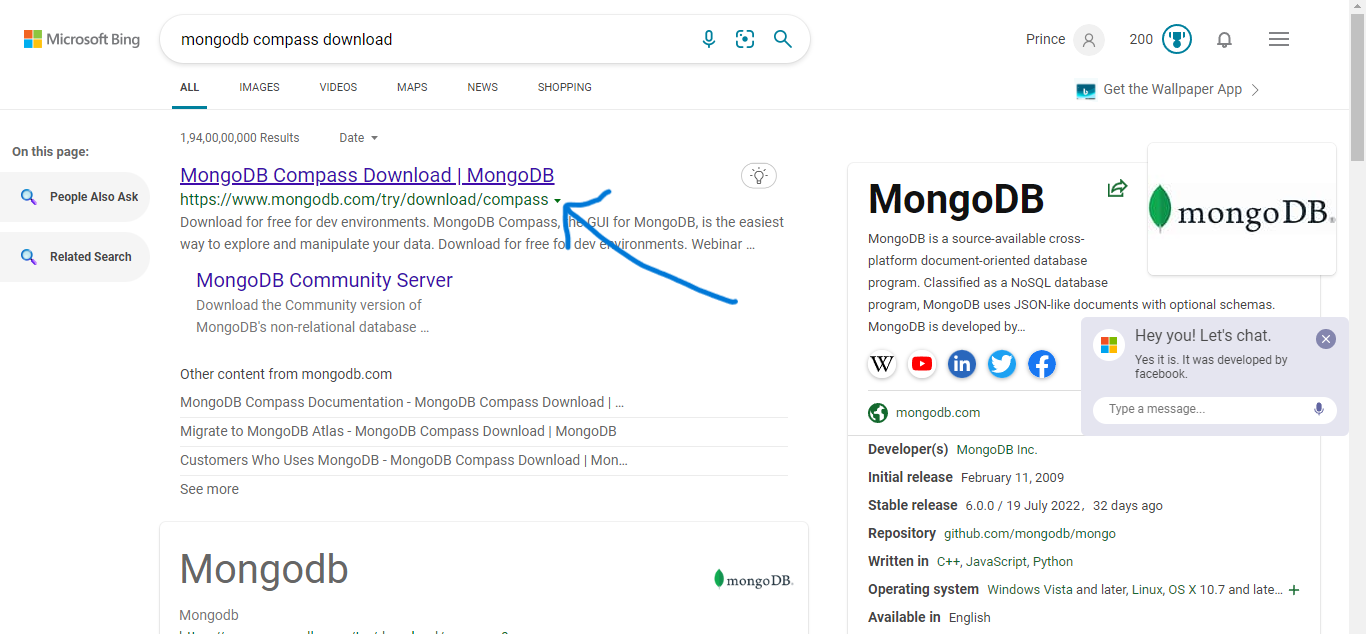 Microsoft Bing
mongodb compass download
Prince
200
ALL
IMAGES
VIDEOS
MAPS
NEWS
SHOPPING
Get the Wallpaper App
1,94,00,00,000 Results
Date
On this page:
People Also Ask
Related Search
MongoDB Compass Download | MongoDB
https://www.mongodb.com/try/download/compass
Download for free for dev environments. MongoDB Compass, the GUI for MongoDB, is the easiest
way to explore and manipulate your data. Download for free for dev environments. Webinar ...
MongoDB Community Server
Download the Community version of
MongoDB's non-relational database ...
Other content from mongodb.com
MongoDB Compass Documentation - MongoDB Compass Download | ...
Migrate to MongoDB Atlas - MongoDB Compass Download | MongoDB
Customers Who Uses MongoDB - MongoDB Compass Download | Mon...
See more
Mongodb
mongoDB.
Mongodb
MongoDB
mongoDB®
MongoDB is a source-available cross-
platform document-oriented database
program. Classified as a NoSQL database
program, MongoDB uses JSON-like documents with optional schemas.
MongoDB is developed by...
W
in
f
mongodb.com
Hey you! Let's chat.
Yes it is. It was developed by
facebook.
Type a message...
Developer(s) MongoDB Inc.
Initial release February 11, 2009
Stable release 6.0.0 / 19 July 2022, 32 days ago
Repository github.com/mongodb/mongo
Written in C++, JavaScript, Python
Operating system Windows Vista and later, Linux, OS X 10.7 and late... +
Available in English